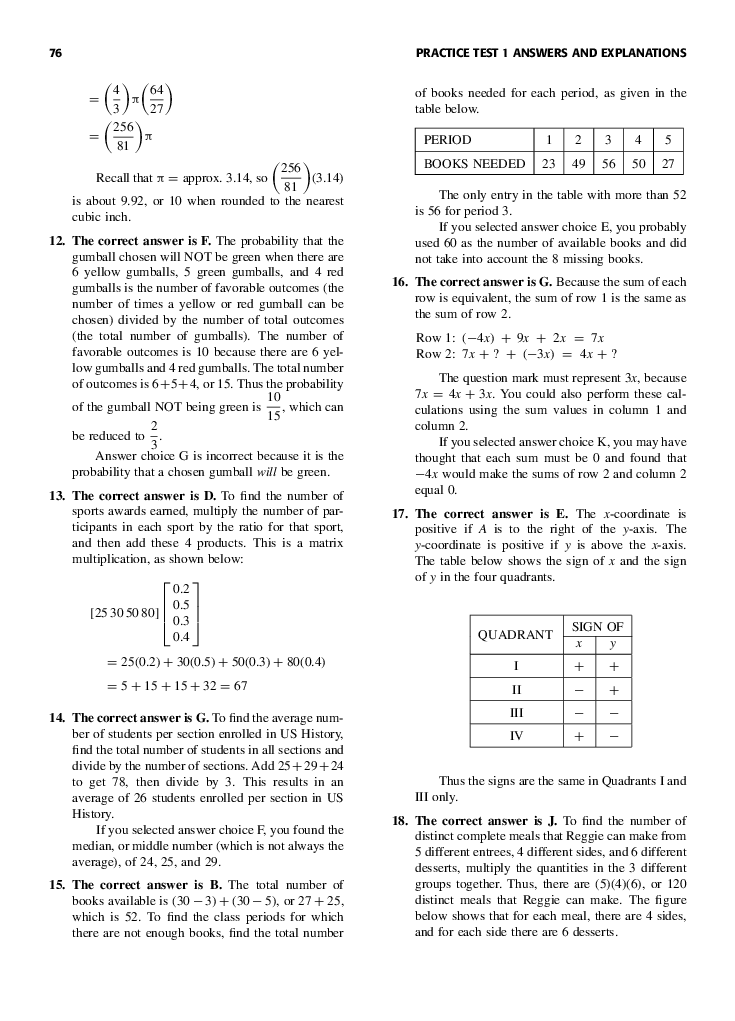 76
PRACTICE TEST 1 ANSWERS AND EXPLANATIONS
= (4/3) π (64/27)
= (256/81) π
Recall that π = approx. 3.14, so (256/81)(3.14)
is about 9.92, or 10 when rounded to the nearest
cubic inch.
12. The correct answer is F. The probability that the
gumball chosen will NOT be green when there are
6 yellow gumballs, 5 green gumballs, and 4 red
gumballs is the number of favorable outcomes (the
number of times a yellow or red gumball can be
chosen) divided by the number of total outcomes
(the total number of gumballs). The number of
favorable outcomes is 10 because there are 6 yel-
low gumballs and 4 red gumballs. The total number
of outcomes is 6+5+4, or 15. Thus the probability
of the gumball NOT being green is 10/15, which can
be reduced to 2/3.
Answer choice G is incorrect because it is the
probability that a chosen gumball will be green.
13. The correct answer is D. To find the number of
sports awards earned, multiply the number of par-
ticipants in each sport by the ratio for that sport,
and then add these 4 products. This is a matrix
multiplication, as shown below:
[25 30 50 80] [0.2
0.5
0.3
0.4]
= 25(0.2) + 30(0.5) + 50(0.3) + 80(0.4)
= 5 + 15 + 15 + 32 = 67
14. The correct answer is G. To find the average num-
ber of students per section enrolled in US History,
find the total number of students in all sections and
divide by the number of sections. Add 25 + 29 + 24
to get 78, then divide by 3. This results in an
average of 26 students enrolled per section in US
History.
If you selected answer choice F, you found the
median, or middle number (which is not always the
average), of 24, 25, and 29.
15. The correct answer is B. The total number of
books available is (30 − 3) + (30 − 5), or 27 + 25,
which is 52. To find the class periods for which
there are not enough books, find the total number
of books needed for each period, as given in the
table below.
PERIOD 1 2 3 4 5
BOOKS NEEDED 23 49 56 50 27
The only entry in the table with more than 52
is 56 for period 3.
If you selected answer choice E, you probably
used 60 as the number of available books and did
not take into account the 8 missing books.
16. The correct answer is G. Because the sum of each
row is equivalent, the sum of row 1 is the same as
the sum of row 2.
Row 1: (−4x) + 9x + 2x = 7x
Row 2: 7x + ? + (−3x) = 4x + ?
The question mark must represent 3x, because
7x = 4x + 3x. You could also perform these cal-
culations using the sum values in column 1 and
column 2.
If you selected answer choice K, you may have
thought that each sum must be 0 and found that
−4x would make the sums of row 2 and column 2
equal 0.
17. The correct answer is E. The x-coordinate is
positive if A is to the right of the y-axis. The
y-coordinate is positive if y is above the x-axis.
The table below shows the sign of x and the sign
of y in the four quadrants.
QUADRANT SIGN OF
x y
I + +
II − +
III − −
IV + −
Thus the signs are the same in Quadrants I and
III only.
18. The correct answer is J. To find the number of
distinct complete meals that Reggie can make from
5 different entrees, 4 different sides, and 6 different
desserts, multiply the quantities in the 3 different
groups together. Thus, there are (5)(4)(6), or 120
distinct meals that Reggie can make. The figure
below shows that for each meal, there are 4 sides,
and for each side there are 6 desserts.